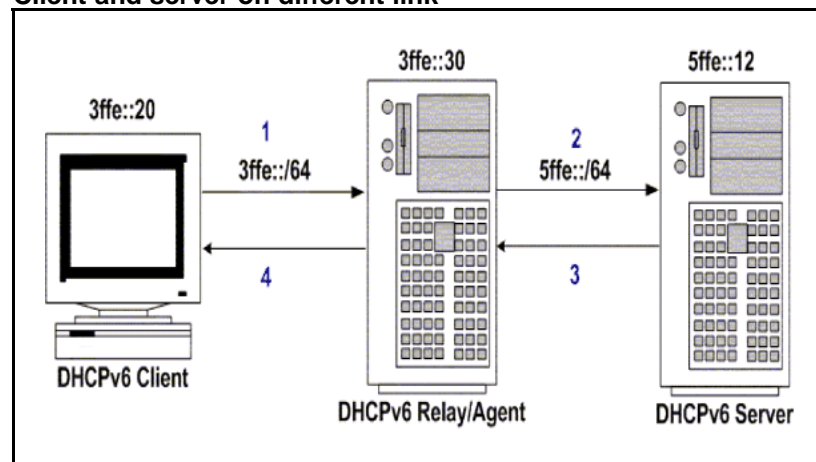 Client and server on different link
3ffe::30
5ffe::12
3ffe::20
1
2
3ffe::/64
5ffe::/64
4
3
DHCPv6 Client
DHCPv6 Relay/Agent
DHCPv6 Server